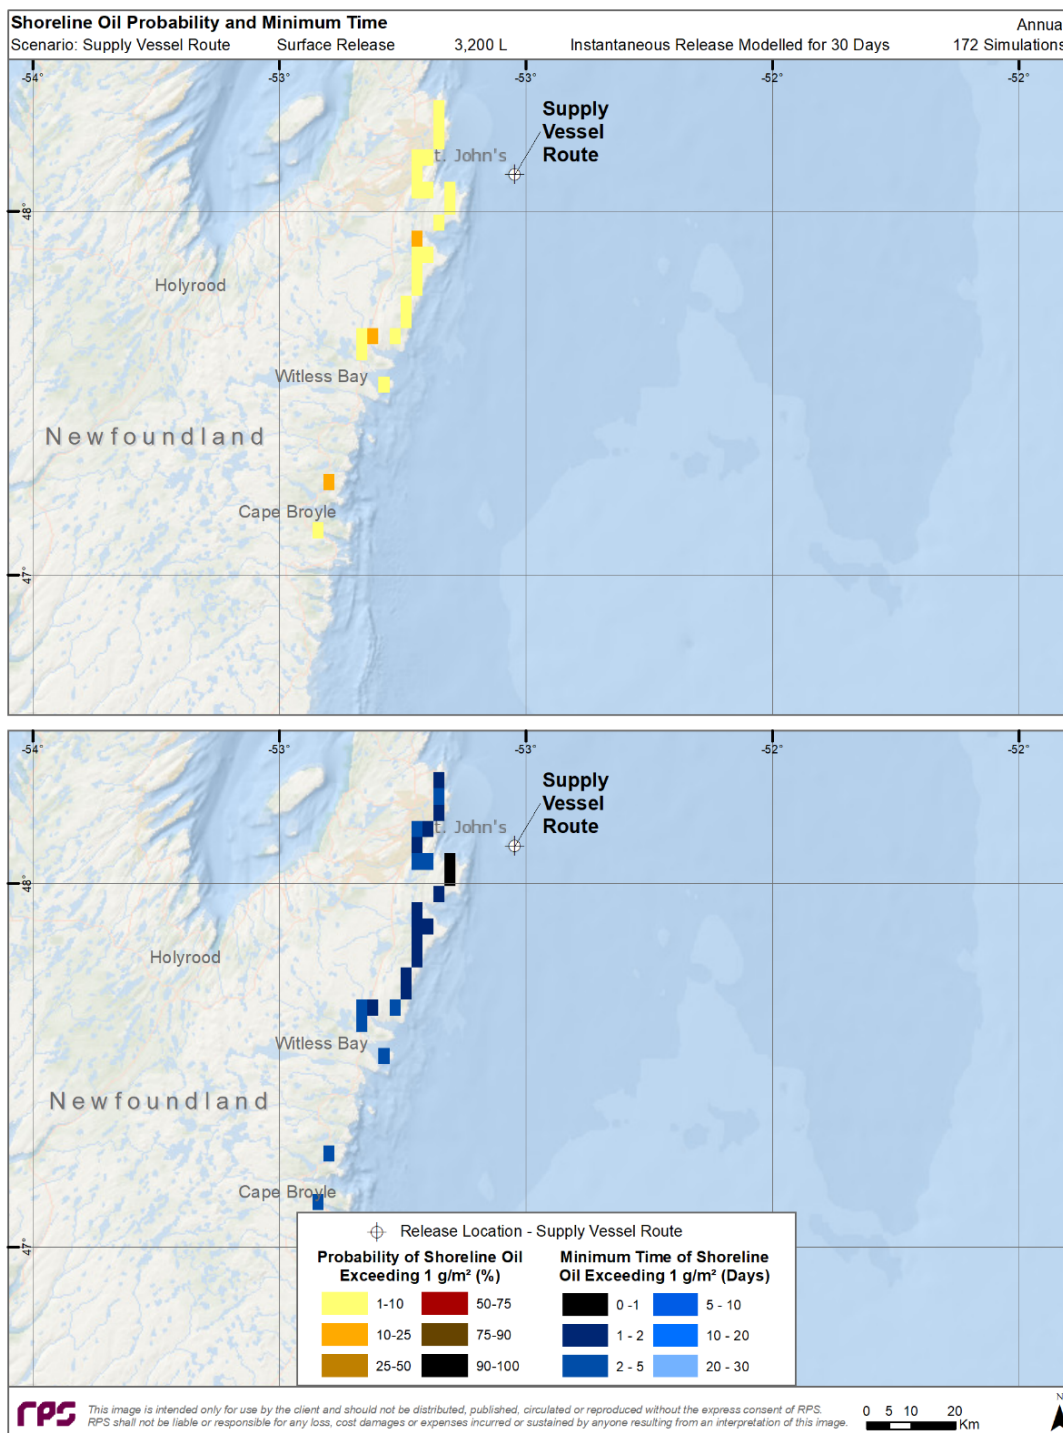 Shoreline Oil Probability and Minimum Time
Annua
Scenario: Supply Vessel Route Surface Release 3,200 L Instantaneous Release Modelled for 30 Days 172 Simulations
-54° -53° -53° -52° -52°
Supply
Vessel
Route
t. John's
48°
Holyrood
Witless Bay
Newfoundland
Cape Broyle
47°
-54° -53° -53° -52° -52°
Supply
Vessel
Route
t. John's
48°
Holyrood
Witless Bay
Newfoundland
Cape Broyle
47°
Release Location - Supply Vessel Route
Probability of Shoreline Oil
Exceeding 1 g/m² (%)
1-10 50-75
10-25 75-90
25-50 90-100
Minimum Time of Shoreline
Oil Exceeding 1 g/m² (Days)
0 -1 5 - 10
1 - 2 10 - 20
2 - 5 20 - 30
rps
This image is intended only for use by the client and should not be distributed, published, circulated or reproduced without the express consent of RPS.
RPS shall not be liable or responsible for any loss, cost damages or expenses incurred or sustained by anyone resulting from an interpretation of this image.
0 5 10 20
Km
N